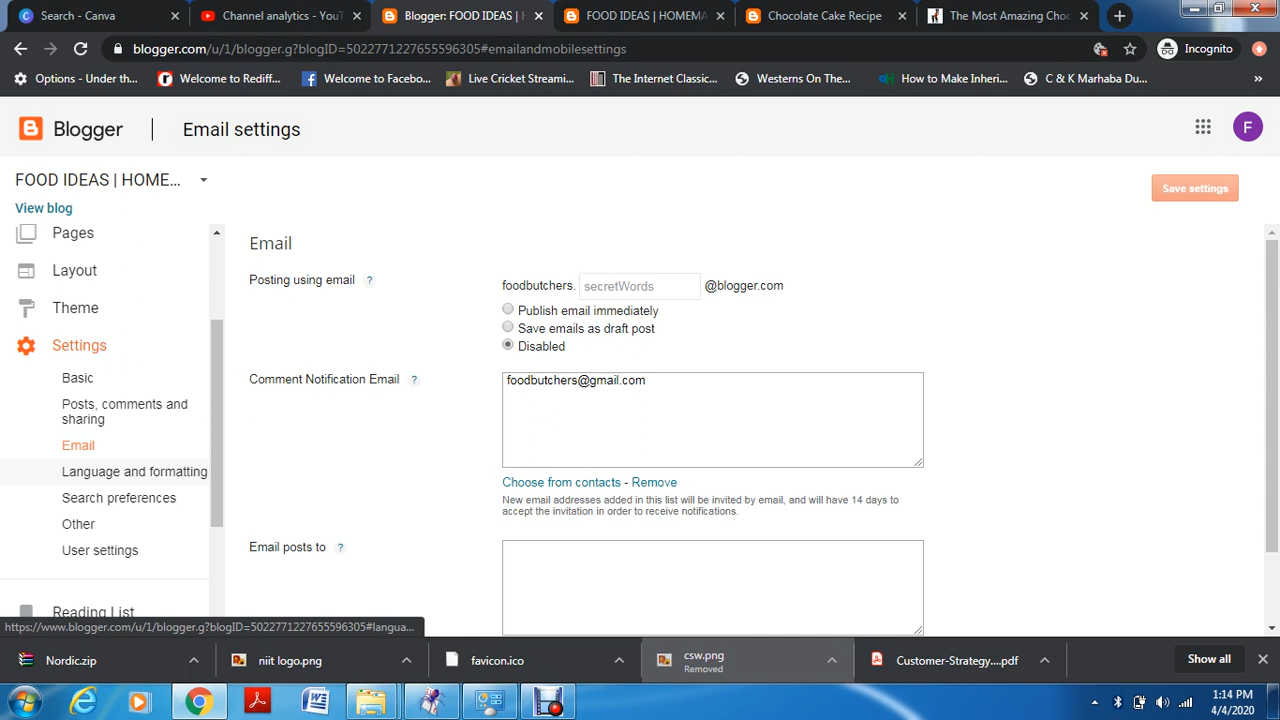 Search - Canva
Channel analytics - YouT
Blogger: FOOD IDEAS |
FOOD IDEAS | HOMEMA
Chocolate Cake Recipe
The Most Amazing Choc
blogger.com/u/1/blogger.g?blogID=5022771227655596305#emailandmobilesettings
Incognito
Options - Under th...
Welcome to Rediff...
Welcome to Facebo...
Live Cricket Streami...
The Internet Classic...
Westerns On The...
How to Make Inheri...
C & K Marhaba Du...
»
Blogger
Email settings
F
FOOD IDEAS | HOME...
Save settings
View blog
Pages
Layout
Theme
Settings
Basic
Posts, comments and
sharing
Email
Language and formatting
Search preferences
Other
User settings
Reading List
Email
Posting using email ?
foodbutchers. secretWords @blogger.com
Publish email immediately
Save emails as draft post
Disabled
Comment Notification Email ?
foodbutchers@gmail.com
Choose from contacts - Remove
New email addresses added in this list will be invited by email, and will have 14 days to
accept the invitation in order to receive notifications.
Email posts to ?
https://www.blogger.com/u/1/blogger.g?blogID=5022771227655596305#langua...
Nordic.zip
niit logo.png
favicon.ico
csw.png
Removed
Customer-Strategy....pdf
Show all
1:14 PM
4/4/2020